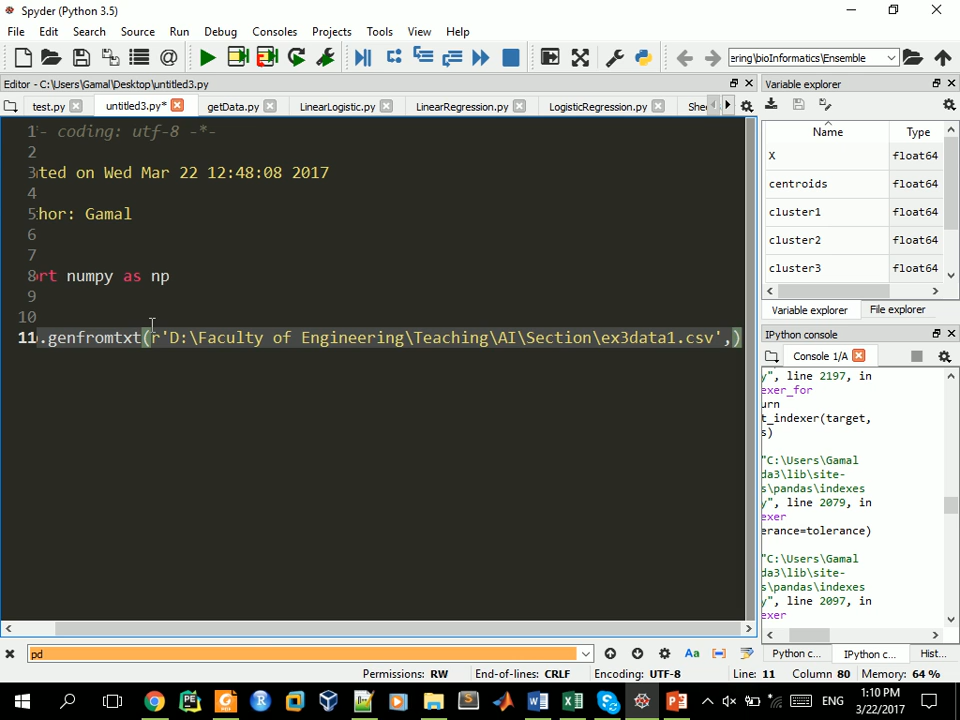 Spyder (Python 3.5)
File Edit Search Source Run Debug Consoles Projects Tools View Help
ering\bioInformatics\Ensemble
Editor - C:\Users\Gamal\Desktop\untitled3.py
Variable explorer
test.py untitled3.py* getData.py LinearLogistic.py LinearRegression.py LogisticRegression.py She
1 '- coding: utf-8 -*-
2
3 ted on Wed Mar 22 12:48:08 2017
4
5 hor: Gamal
6
7
8 rt numpy as np
9
10
11 .genfromtxt(r'D:\Faculty of Engineering\Teaching\AI\Section\ex3data1.csv',)
Name Type
X float64
centroids float64
cluster1 float64
cluster2 float64
cluster3 float64
Variable explorer File explorer
IPython console
Console 1/A
y", line 2197, in
exer_for
urn
t_indexer(target,
s)
"C:\Users\Gamal
da3\lib\site-
s\pandas\indexes
y", line 2079, in
exer
erance=tolerance)
"C:\Users\Gamal
da3\lib\site-
s\pandas\indexes
y", line 2097, in
exer
pd
Aa
Python c... IPython c... Hist...
Permissions: RW End-of-lines: CRLF Encoding: UTF-8 Line: 11 Column: 80 Memory: 64 %
ENG
1:10 PM
3/22/2017